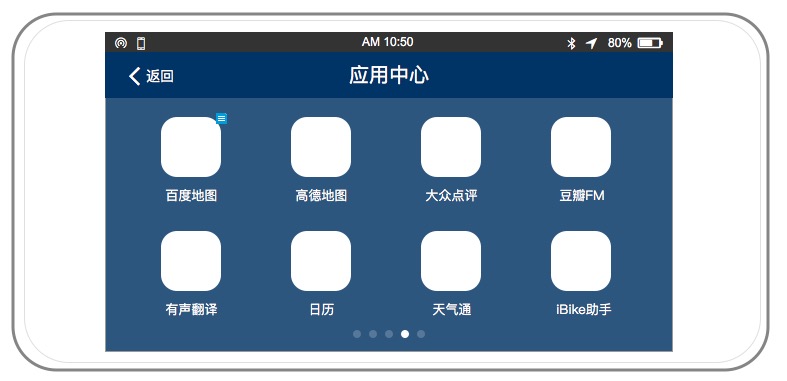 AM 10:50
80%
返回
应用中心
百度地图
高德地图
大众点评
豆瓣FM
有声翻译
日历
天气通
iBike助手